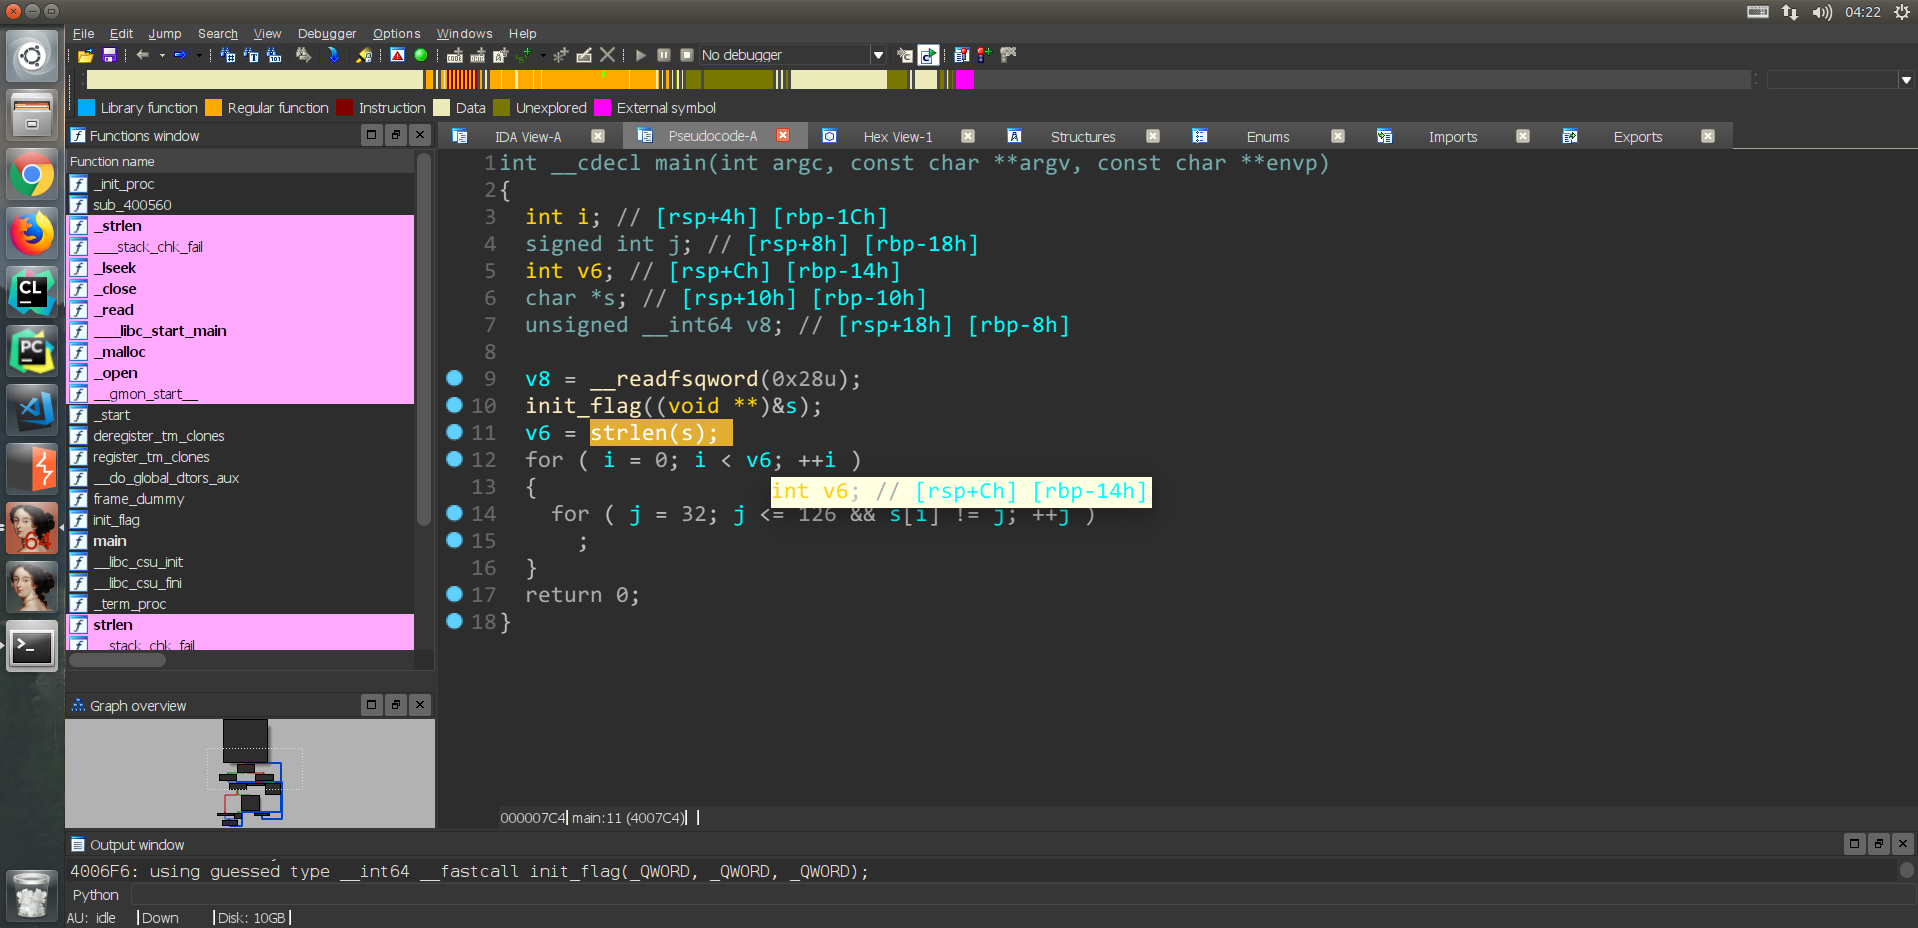 04:22
File Edit Jump Search View Debugger Options Windows Help
No debugger
Library function Regular function Instruction Data Unexplored External symbol
Functions window
IDA View-A Pseudocode-A Hex View-1 Structures Enums Imports Exports
Function name
_init_proc
sub_400560
_strlen
___stack_chk_fail
_lseek
_close
_read
___libc_start_main
_malloc
_open
__gmon_start__
_start
deregister_tm_clones
register_tm_clones
__do_global_dtors_aux
frame_dummy
init_flag
main
__libc_csu_init
__libc_csu_fini
_term_proc
strlen
__stack_chk_fail
1 int __cdecl main(int argc, const char **argv, const char **envp)
2 {
3 int i; // [rsp+4h] [rbp-1Ch]
4 signed int j; // [rsp+8h] [rbp-18h]
5 int v6; // [rsp+Ch] [rbp-14h]
6 char *s; // [rsp+10h] [rbp-10h]
7 unsigned __int64 v8; // [rsp+18h] [rbp-8h]
8
9 v8 = __readfsqword(0x28u);
10 init_flag((void **)&s);
11 v6 = strlen(s);
12 for ( i = 0; i < v6; ++i )
13 {
int v6; // [rsp+Ch] [rbp-14h]
14 for ( j = 32; j <= 126 && s[i] != j; ++j )
15 ;
16 }
17 return 0;
18 }
000007C4 main:11 (4007C4)
Graph overview
Output window
4006F6: using guessed type __int64 __fastcall init_flag(_QWORD, _QWORD, _QWORD);
Python
AU: idle Down Disk: 10GB
CL
PC
64
>_